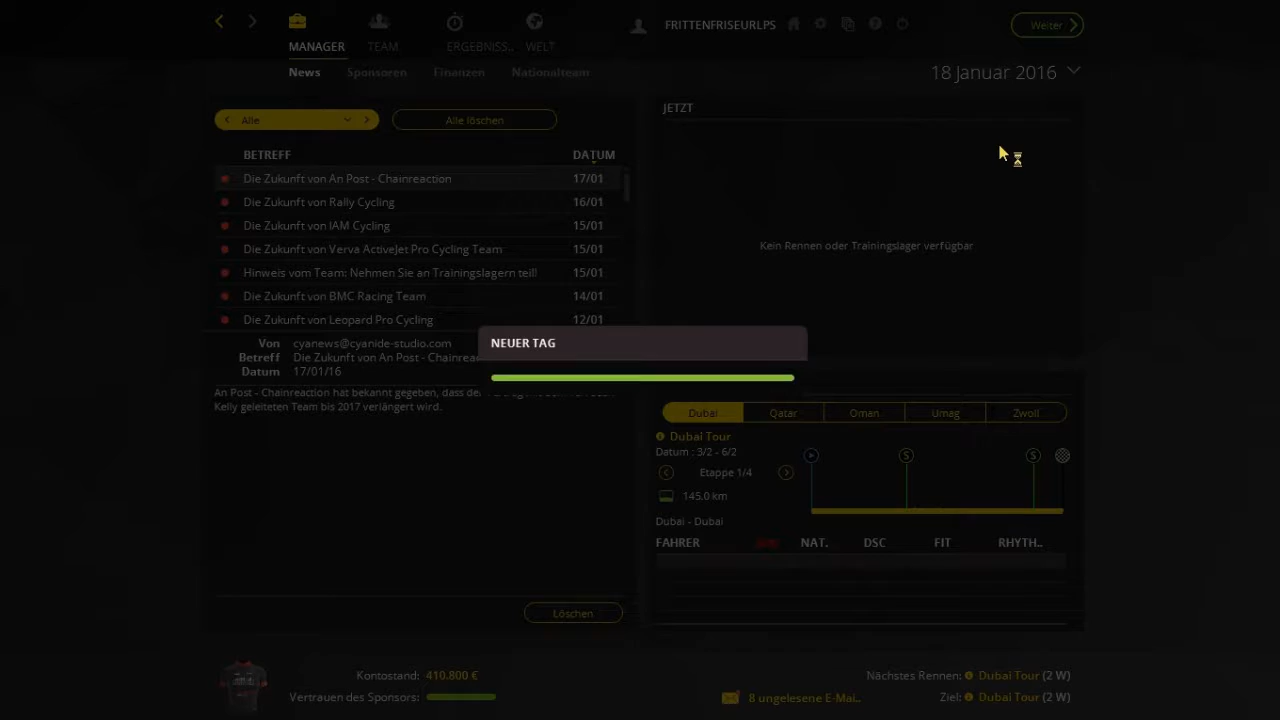 MANAGER TEAM ERGEBNISS.. WELT
FRITTENFRISEURLPS
Weiter
News Sponsoren Finanzen Nationalteam
18 Januar 2016
Alle
Alle löschen
JETZT
BETREFF DATUM
Die Zukunft von An Post - Chainreaction 17/01
Die Zukunft von Rally Cycling 16/01
Die Zukunft von IAM Cycling 15/01
Die Zukunft von Verva ActiveJet Pro Cycling Team 15/01
Hinweis vom Team: Nehmen Sie an Trainingslagern teil! 15/01
Die Zukunft von BMC Racing Team 14/01
Die Zukunft von Leopard Pro Cycling 12/01
Kein Rennen oder Trainingslager verfügbar
Von cyanews@cyanide-studio.com
Betreff Die Zukunft von An Post - Chainreac
Datum 17/01/16
An Post - Chainreaction hat bekannt gegeben, dass de
Kelly geleiteten Team bis 2017 verlängert wird.
NEUER TAG
Dubai Qatar Oman Umag Zwoll
Dubai Tour
Datum : 3/2 - 6/2
Etappe 1/4
145.0 km
S S
Dubai - Dubai
FAHRER NAT. DSC FIT RHYTH..
Löschen
Kontostand: 410.800 €
Vertrauen des Sponsors:
8 ungelesene E-Mai..
Nächstes Rennen: Dubai Tour (2 W)
Ziel: Dubai Tour (2 W)